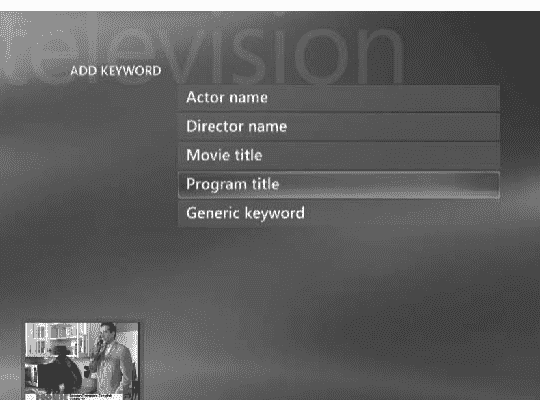 television
ADD KEYWORD
Actor name
Director name
Movie title
Program title
Generic keyword